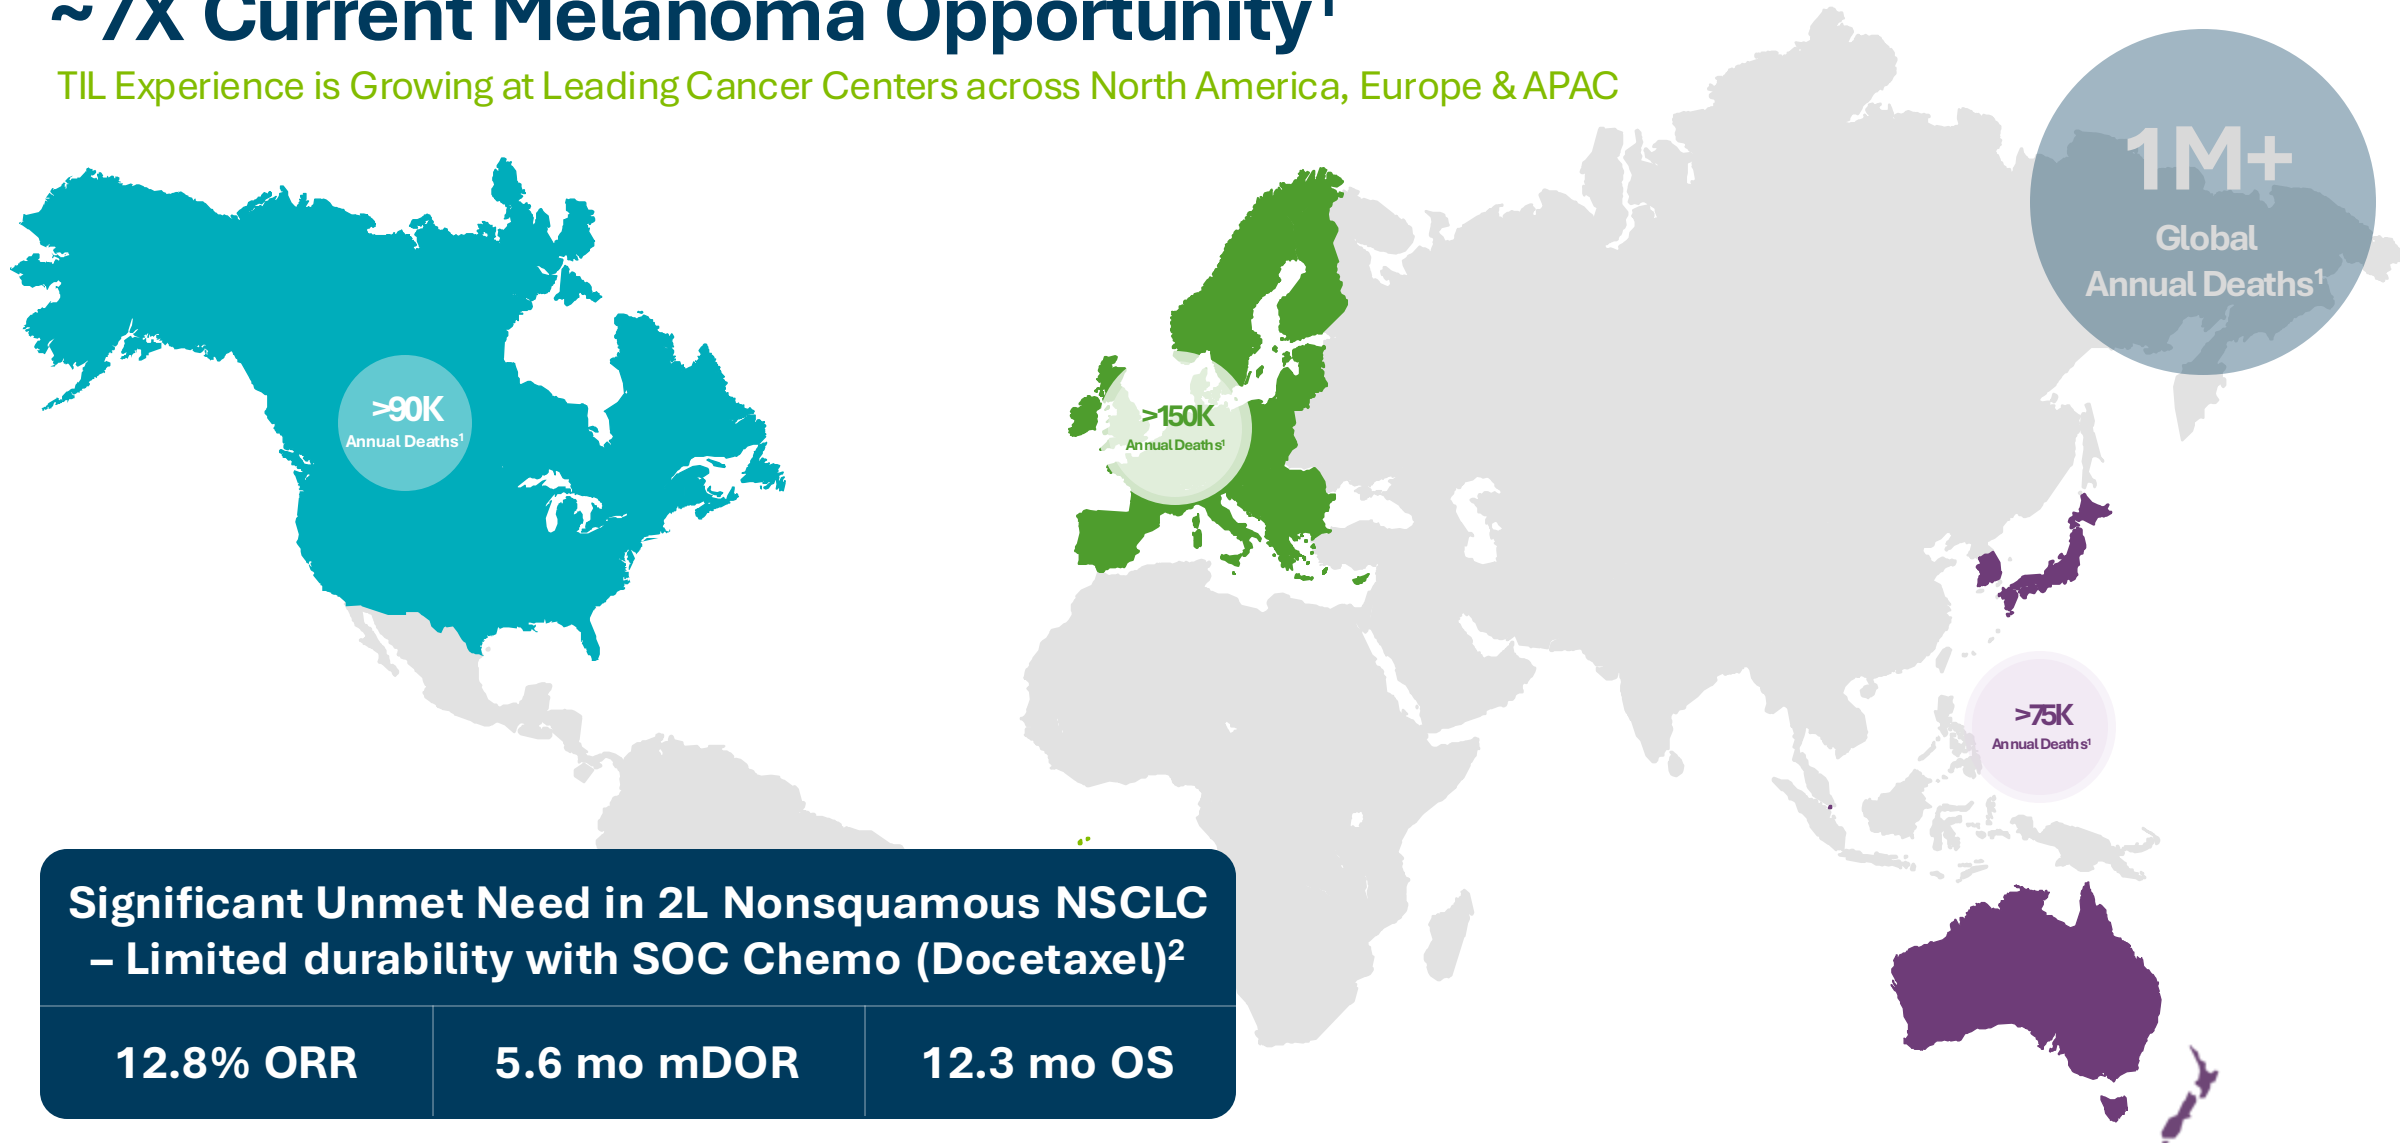 ~7X Current Melanoma Opportunity¹
TIL Experience is Growing at Leading Cancer Centers across North America, Europe & APAC
1M+
Global
Annual Deaths¹
>90K
Annual Deaths¹
>150K
Annual Deaths¹
>75K
Annual Deaths¹
Significant Unmet Need in 2L Nonsquamous NSCLC
– Limited durability with SOC Chemo (Docetaxel)²
12.8% ORR
5.6 mo mDOR
12.3 mo OS